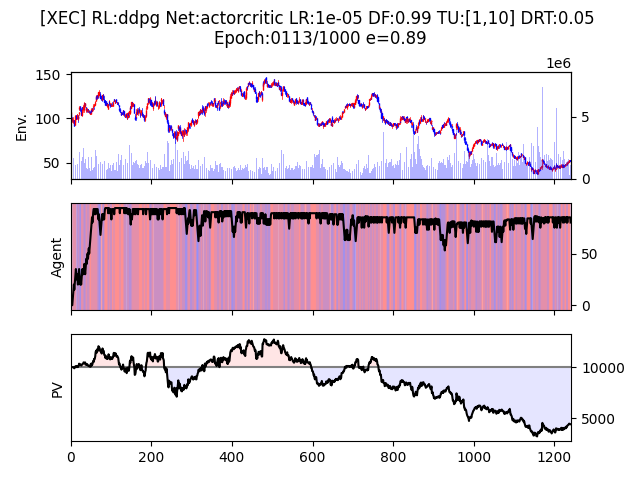 [XEC] RL:ddpg Net:actorcritic LR:1e-05 DF:0.99 TU:[1,10] DRT:0.05
Epoch:0113/1000 e=0.89
1e6
150
100
50
Env.
5
0
Agent
50
0
PV
10000
5000
0
200
400
600
800
1000
1200